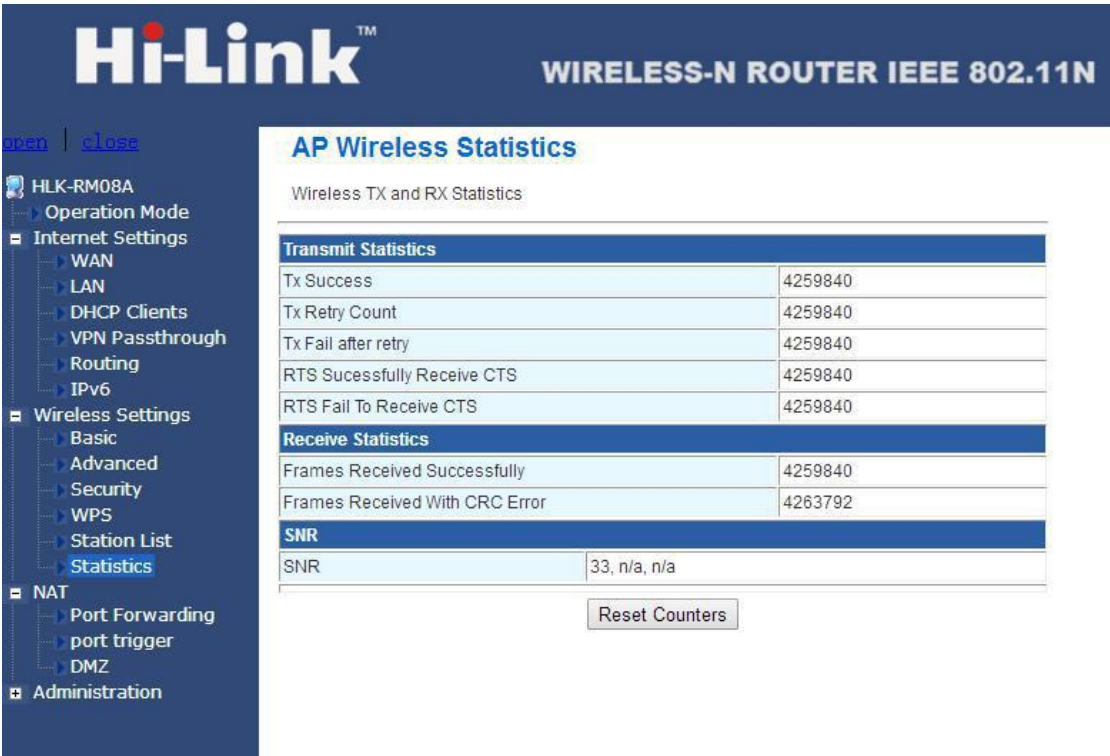 Hi-Link™
WIRELESS-N ROUTER IEEE 802.11N
open | close
HLK-RM08A
Operation Mode
Internet Settings
WAN
LAN
DHCP Clients
VPN Passthrough
Routing
IPv6
Wireless Settings
Basic
Advanced
Security
WPS
Station List
Statistics
NAT
Port Forwarding
port trigger
DMZ
Administration
AP Wireless Statistics
Wireless TX and RX Statistics
Transmit Statistics
Tx Success 4259840
Tx Retry Count 4259840
Tx Fail after retry 4259840
RTS Sucessfully Receive CTS 4259840
RTS Fail To Receive CTS 4259840
Receive Statistics
Frames Received Successfully 4259840
Frames Received With CRC Error 4263792
SNR
SNR 33, n/a, n/a
Reset Counters